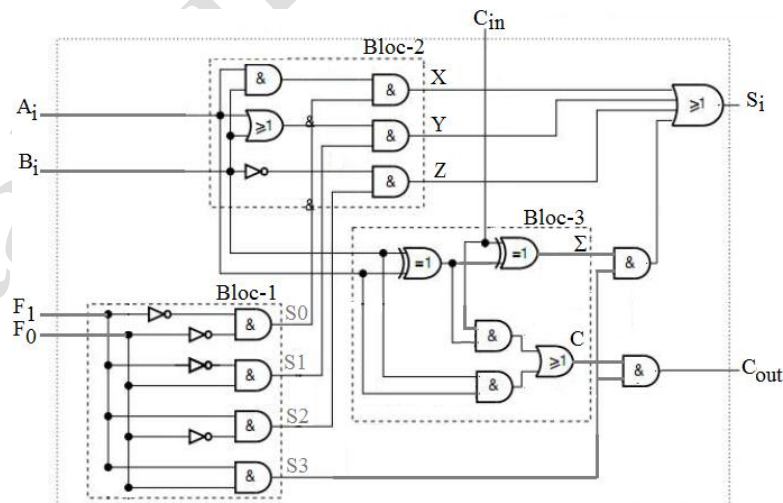 Cin
Bloc-2
&
&
X
Ai
≥1
&
&
Y
≥1
Si
Bi
&
Z
&
Bloc-3
=1
=1
Σ
&
Bloc-1
F1
F0
&
S0
&
≥1
C
&
Cout
&
S1
&
&
S2
&
S3